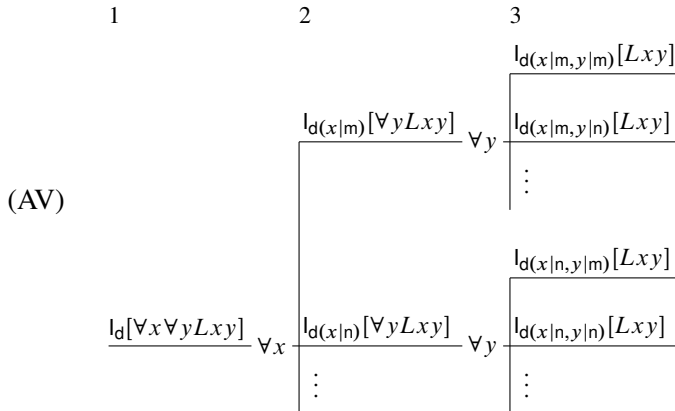 1 2 3
I_d(x|m,y|m)[Lxy]
I_d(x|m)[∀yLxy] ∀y I_d(x|m,y|n)[Lxy]
⋮
(AV)
I_d(x|n,y|m)[Lxy]
I_d[∀x∀yLxy] ∀x I_d(x|n)[∀yLxy] ∀y I_d(x|n,y|n)[Lxy]
⋮ ⋮